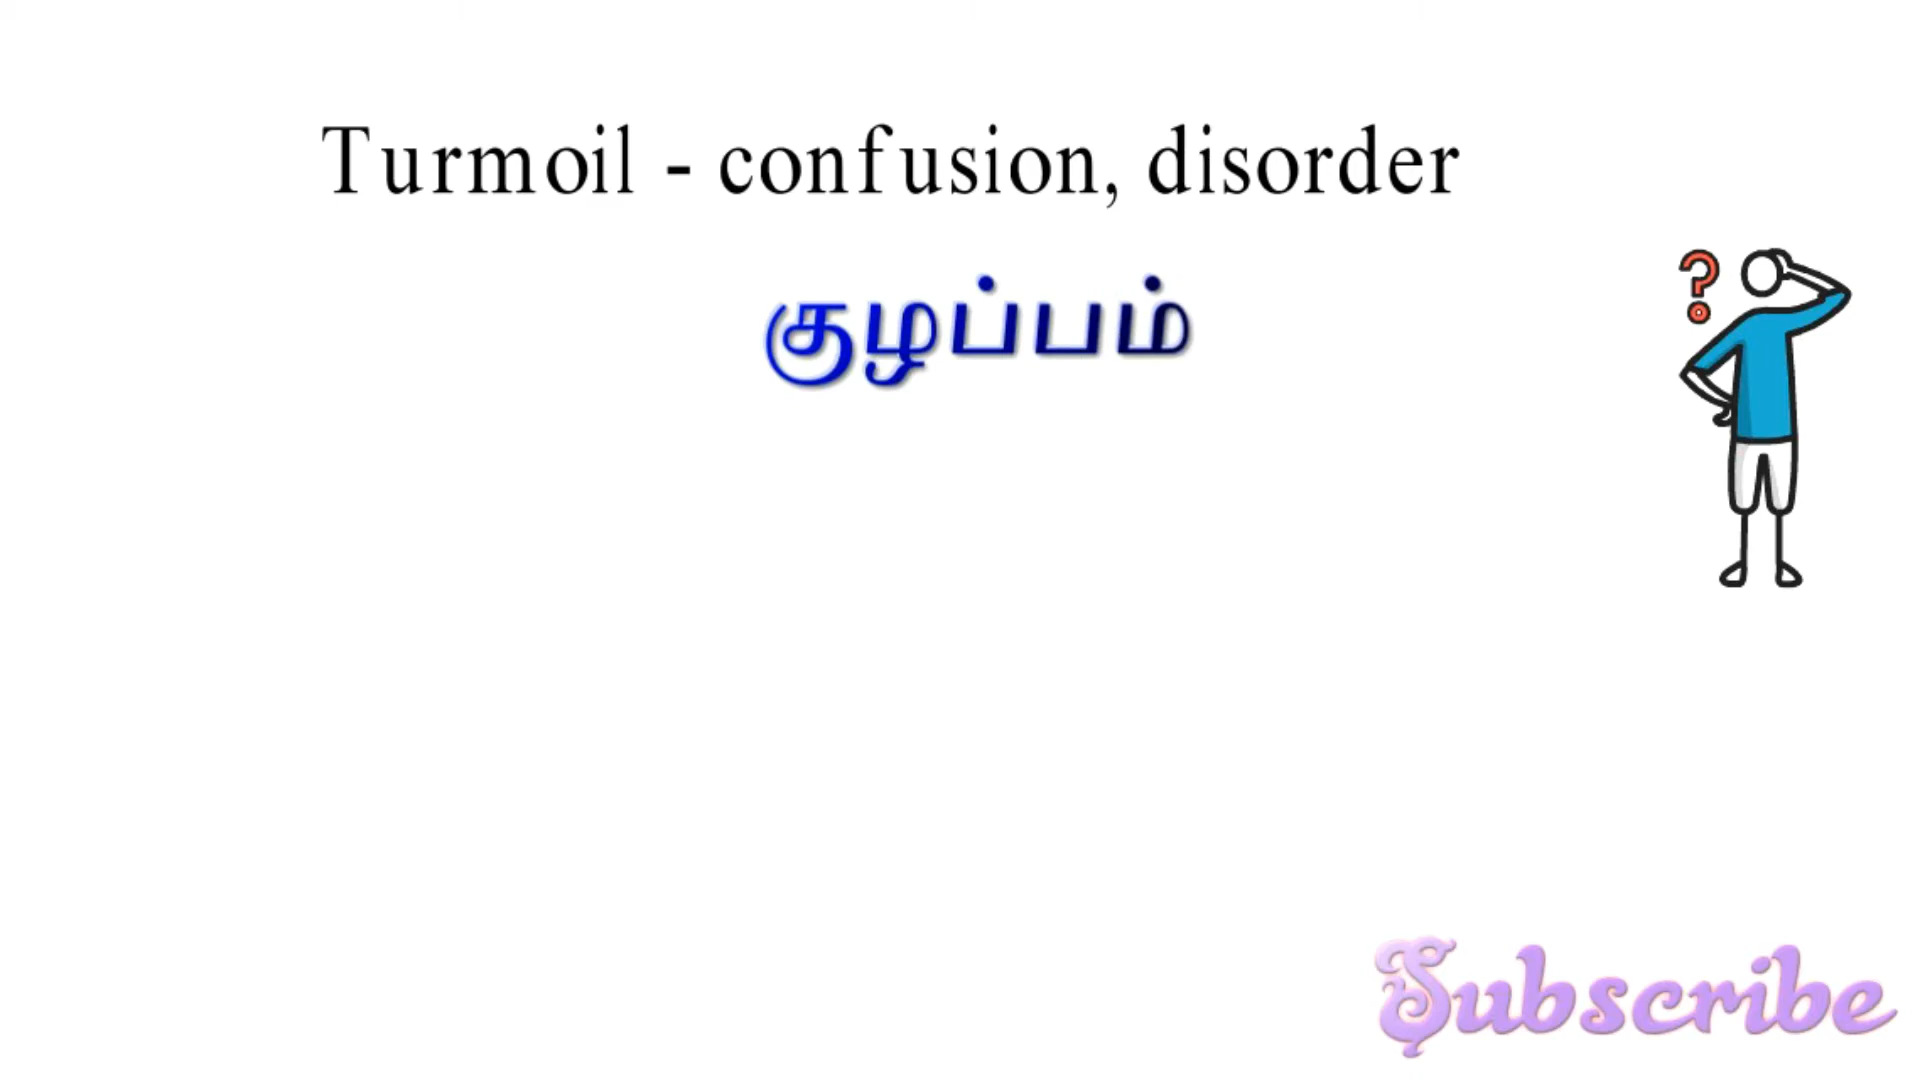 Turmoil - confusion, disorder
குழப்பம்
?
Subscribe